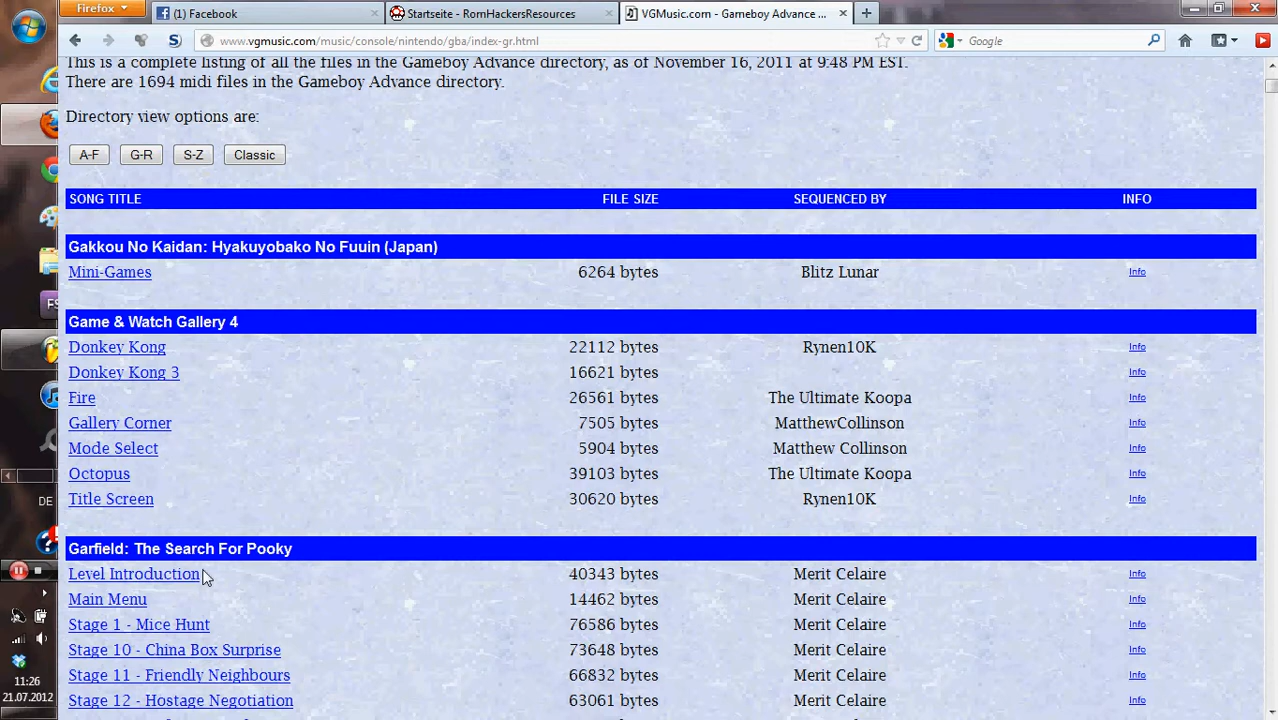 Firefox
(1) Facebook
Startseite - RomHackersResources
VGMusic.com - Gameboy Advance ...
www.vgmusic.com/music/console/nintendo/gba/index-gr.html
Google
This is a complete listing of all the files in the Gameboy Advance directory, as of November 16, 2011 at 9:48 PM EST.
There are 1694 midi files in the Gameboy Advance directory.
Directory view options are:
A-F G-R S-Z Classic
SONG TITLE FILE SIZE SEQUENCED BY INFO
Gakkou No Kaidan: Hyakuyobako No Fuuin (Japan)
Mini-Games 6264 bytes Blitz Lunar Info
Game & Watch Gallery 4
Donkey Kong 22112 bytes Rynen10K Info
Donkey Kong 3 16621 bytes Info
Fire 26561 bytes The Ultimate Koopa Info
Gallery Corner 7505 bytes MatthewCollinson Info
Mode Select 5904 bytes Matthew Collinson Info
Octopus 39103 bytes The Ultimate Koopa Info
Title Screen 30620 bytes Rynen10K Info
Garfield: The Search For Pooky
Level Introduction 40343 bytes Merit Celaire Info
Main Menu 14462 bytes Merit Celaire Info
Stage 1 - Mice Hunt 76586 bytes Merit Celaire Info
Stage 10 - China Box Surprise 73648 bytes Merit Celaire Info
Stage 11 - Friendly Neighbours 66832 bytes Merit Celaire Info
Stage 12 - Hostage Negotiation 63061 bytes Merit Celaire Info
FS
DE
11:26
21.07.2012